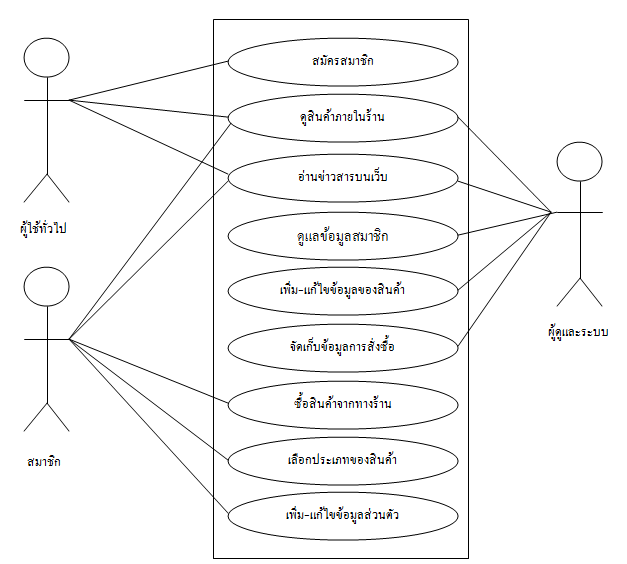 สมัครสมาชิก
ดูสินค้าภายในร้าน
อ่านข่าวสารบนเว็บ
ผู้ใช้ทั่วไป
ดูแลข้อมูลสมาชิก
เพิ่ม-แก้ไขข้อมูลของสินค้า
ผู้ดูและระบบ
จัดเก็บข้อมูลการสั่งซื้อ
ซื้อสินค้าจากทางร้าน
สมาชิก
เลือกประเภทของสินค้า
เพิ่ม-แก้ไขข้อมูลส่วนตัว